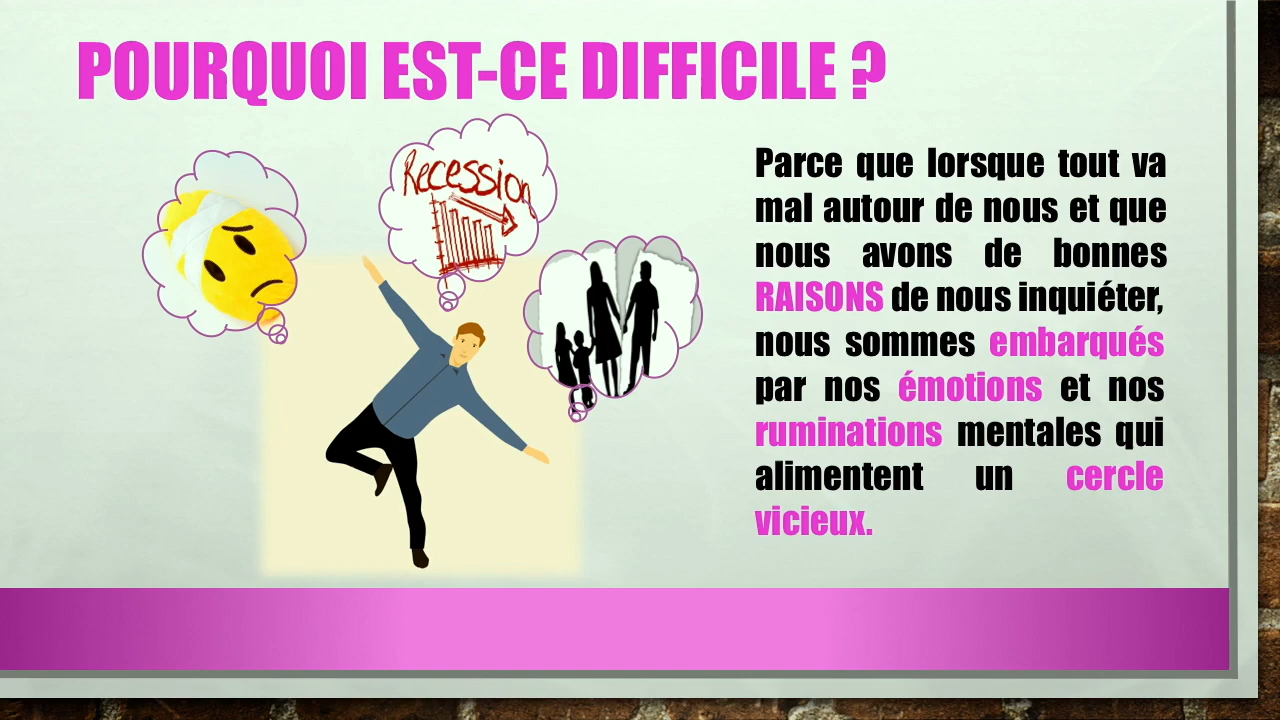 POURQUOI EST-CE DIFFICILE ?
Recession
Parce que lorsque tout va
mal autour de nous et que
nous avons de bonnes
RAISONS de nous inquiéter,
nous sommes embarqués
par nos émotions et nos
ruminations mentales qui
alimentent un cercle
vicieux.